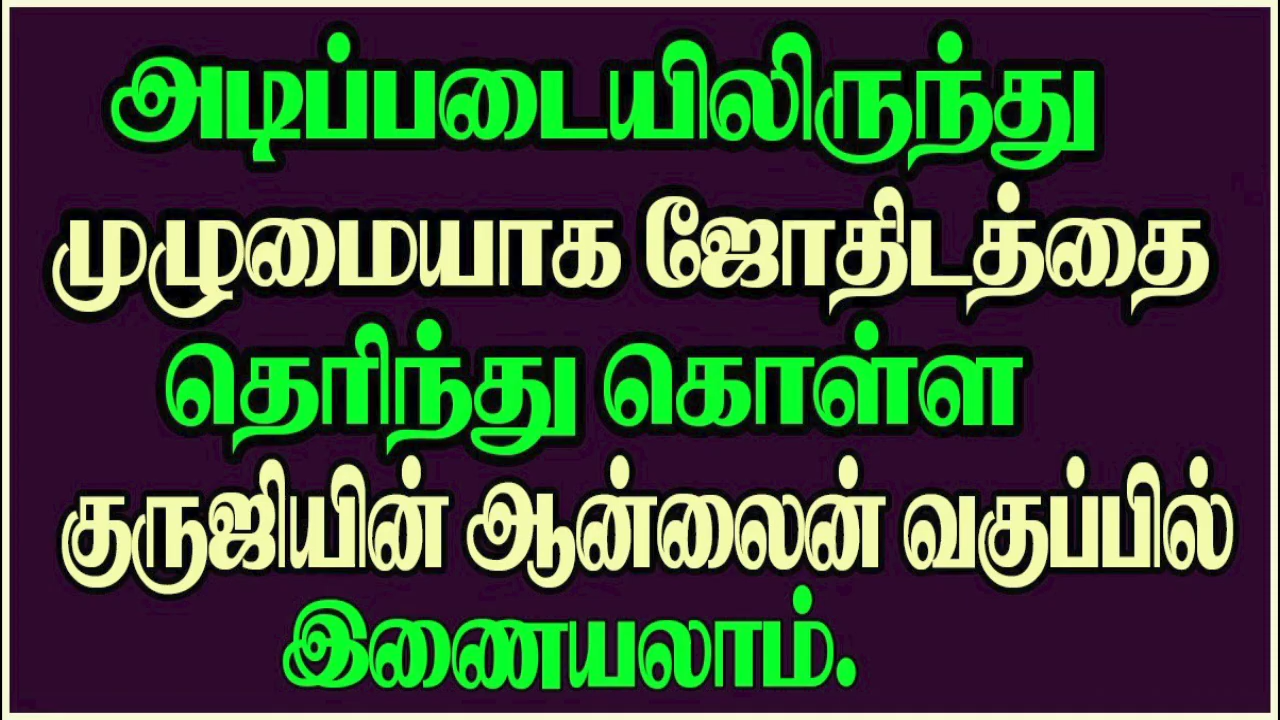 அடிப்படையிலிருந்து
முழுமையாக ஜோதிடத்தை
தெரிந்து கொள்ள
குருஜியின் ஆன்லைன் வகுப்பில்
இணையலாம்.